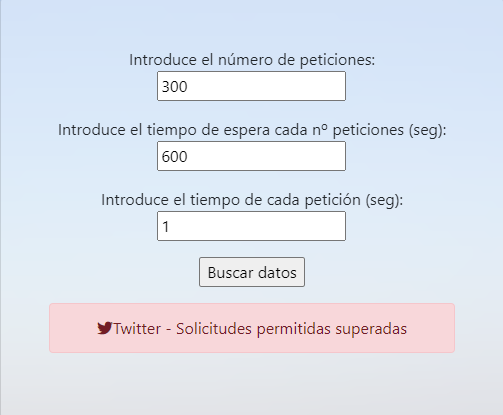 Introduce el número de peticiones:
300
Introduce el tiempo de espera cada nº peticiones (seg):
600
Introduce el tiempo de cada petición (seg):
1
Buscar datos
Twitter - Solicitudes permitidas superadas